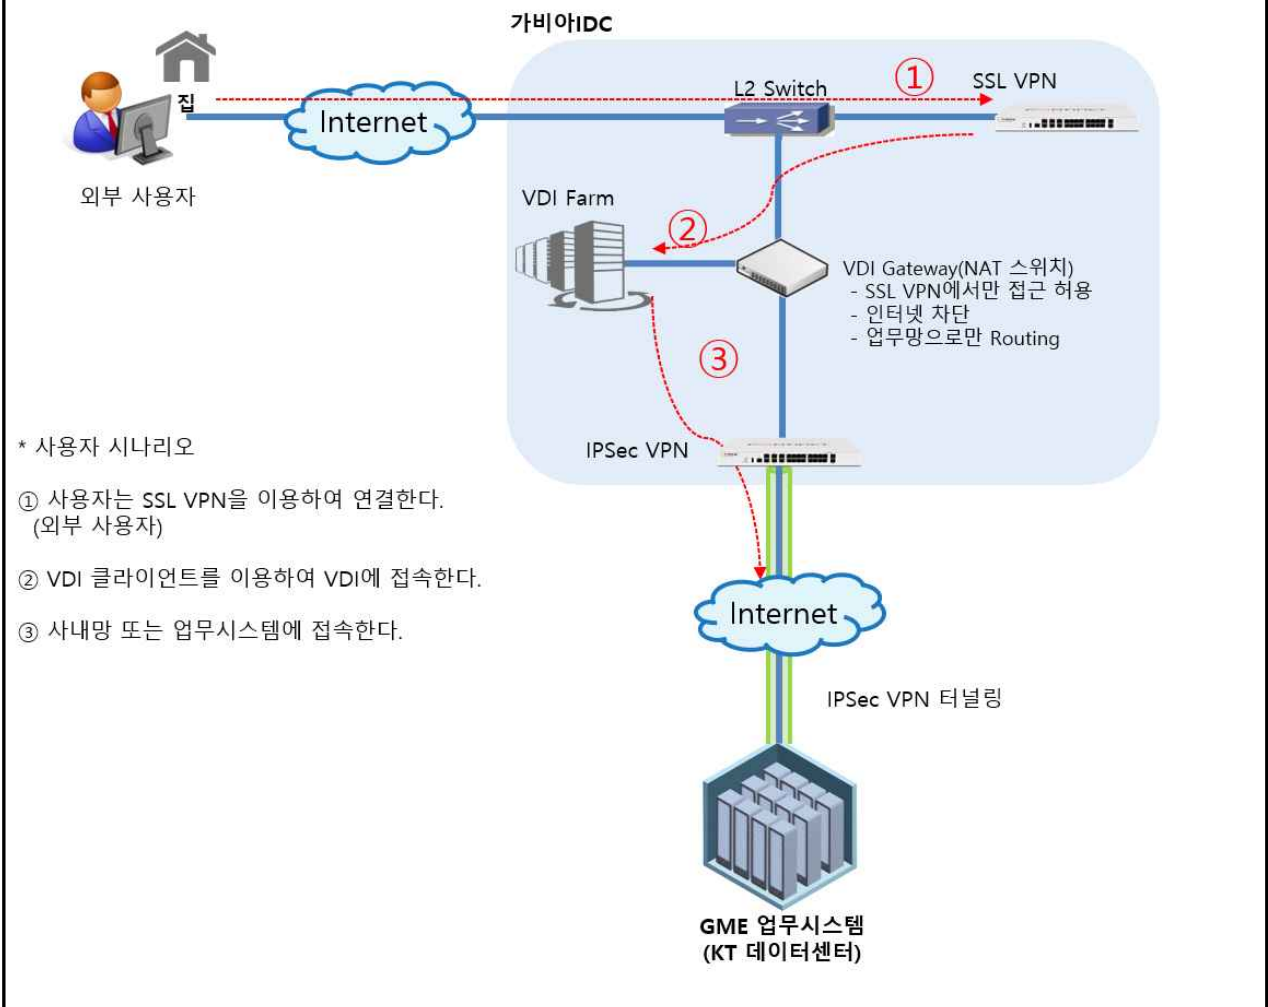 가비아IDC
집
외부 사용자
Internet
L2 Switch
①
SSL VPN
VDI Farm
②
VDI Gateway(NAT 스위치)
- SSL VPN에서만 접근 허용
- 인터넷 차단
- 업무망으로만 Routing
③
IPSec VPN
* 사용자 시나리오
① 사용자는 SSL VPN을 이용하여 연결한다.
(외부 사용자)
② VDI 클라이언트를 이용하여 VDI에 접속한다.
③ 사내망 또는 업무시스템에 접속한다.
Internet
IPSec VPN 터널링
GME 업무시스템
(KT 데이터센터)